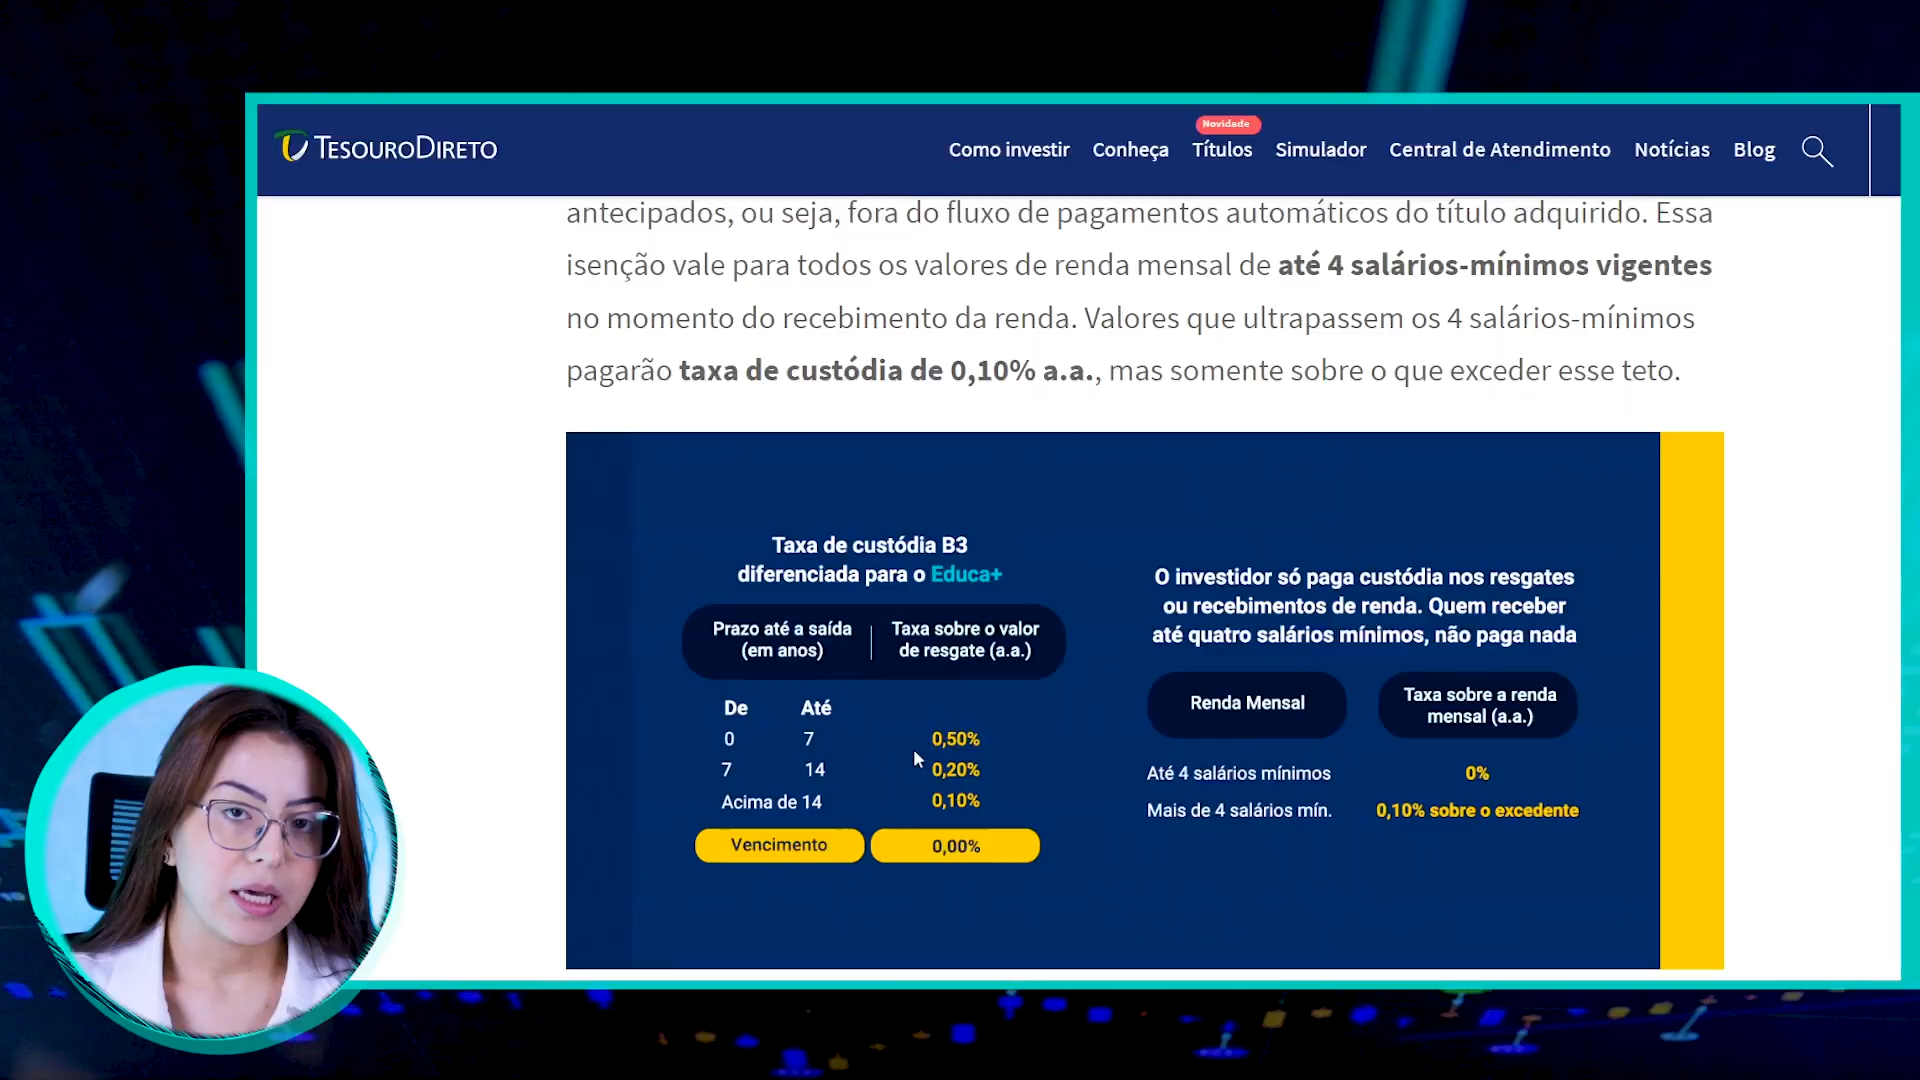 TESOURODIRETO
Como investir
Conheça
Novidade
Títulos
Simulador
Central de Atendimento
Notícias
Blog
antecipados, ou seja, fora do fluxo de pagamentos automáticos do título adquirido. Essa
isenção vale para todos os valores de renda mensal de até 4 salários-mínimos vigentes
no momento do recebimento da renda. Valores que ultrapassem os 4 salários-mínimos
pagarão taxa de custódia de 0,10% a.a., mas somente sobre o que exceder esse teto.
Taxa de custódia B3
diferenciada para o Educa+
Prazo até a saída
(em anos)
Taxa sobre o valor
de resgate (a.a.)
De Até
0 7 0,50%
7 14 0,20%
Acima de 14 0,10%
Vencimento 0,00%
O investidor só paga custódia nos resgates
ou recebimentos de renda. Quem receber
até quatro salários mínimos, não paga nada
Renda Mensal
Taxa sobre a renda
mensal (a.a.)
Até 4 salários mínimos 0%
Mais de 4 salários mín. 0,10% sobre o excedente